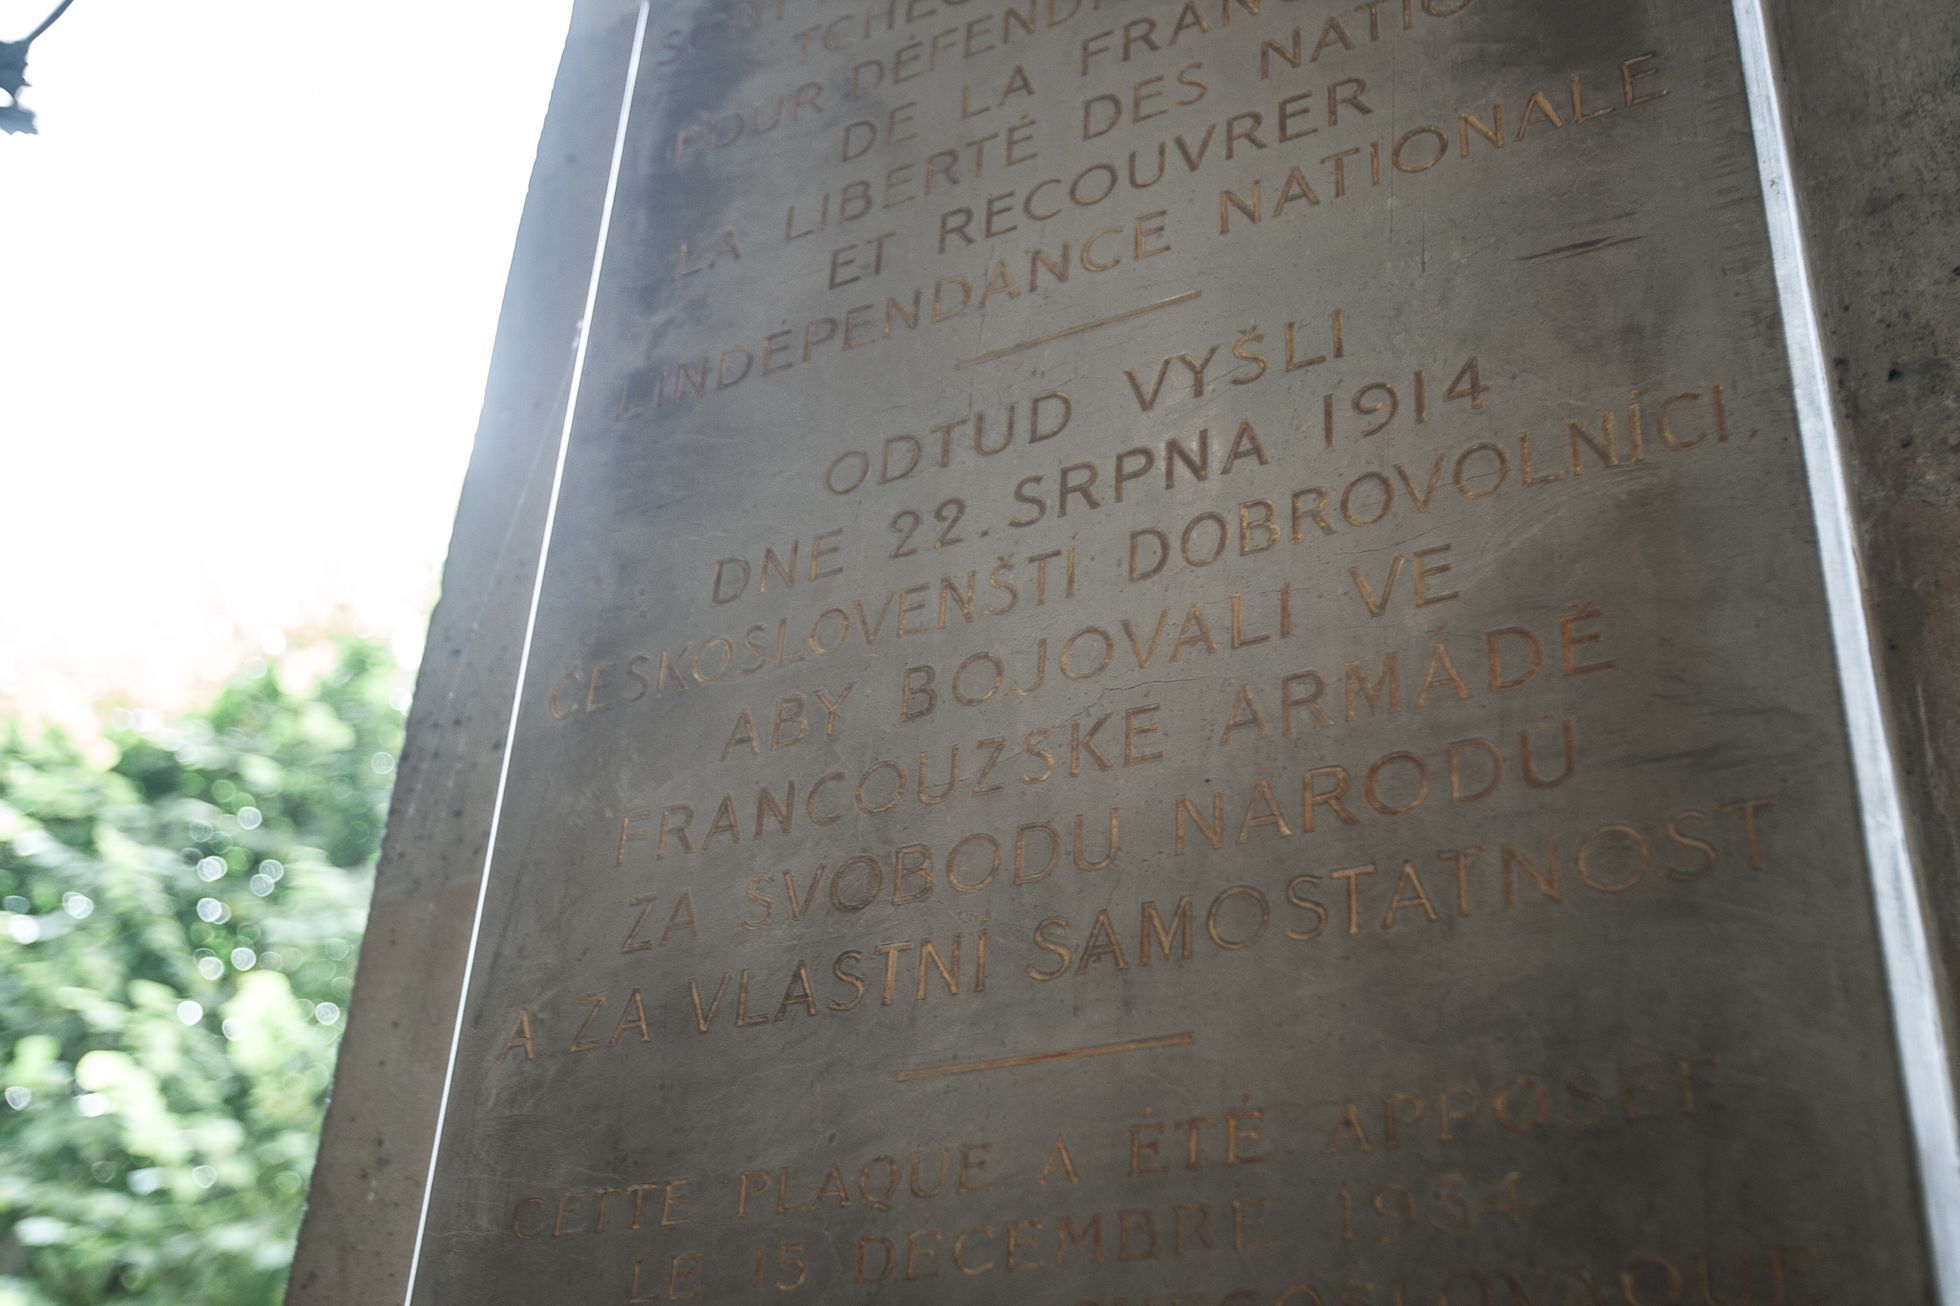 POUR DÉFENDRE
DE LA FRANCE
LA LIBERTÉ DES NATIONS
ET RECOUVRER
L'INDÉPENDANCE NATIONALE
ODTUD VYŠLI
DNE 22. SRPNA 1914
ČESKOSLOVENŠTÍ DOBROVOLNÍCI,
ABY BOJOVALI VE
FRANCOUZSKÉ ARMÁDĚ
ZA SVOBODU NÁRODŮ
A ZA VLASTNÍ SAMOSTATNOST
CETTE PLAQUE A ÉTÉ APPOSÉE
LE 15 DÉCEMBRE 1934